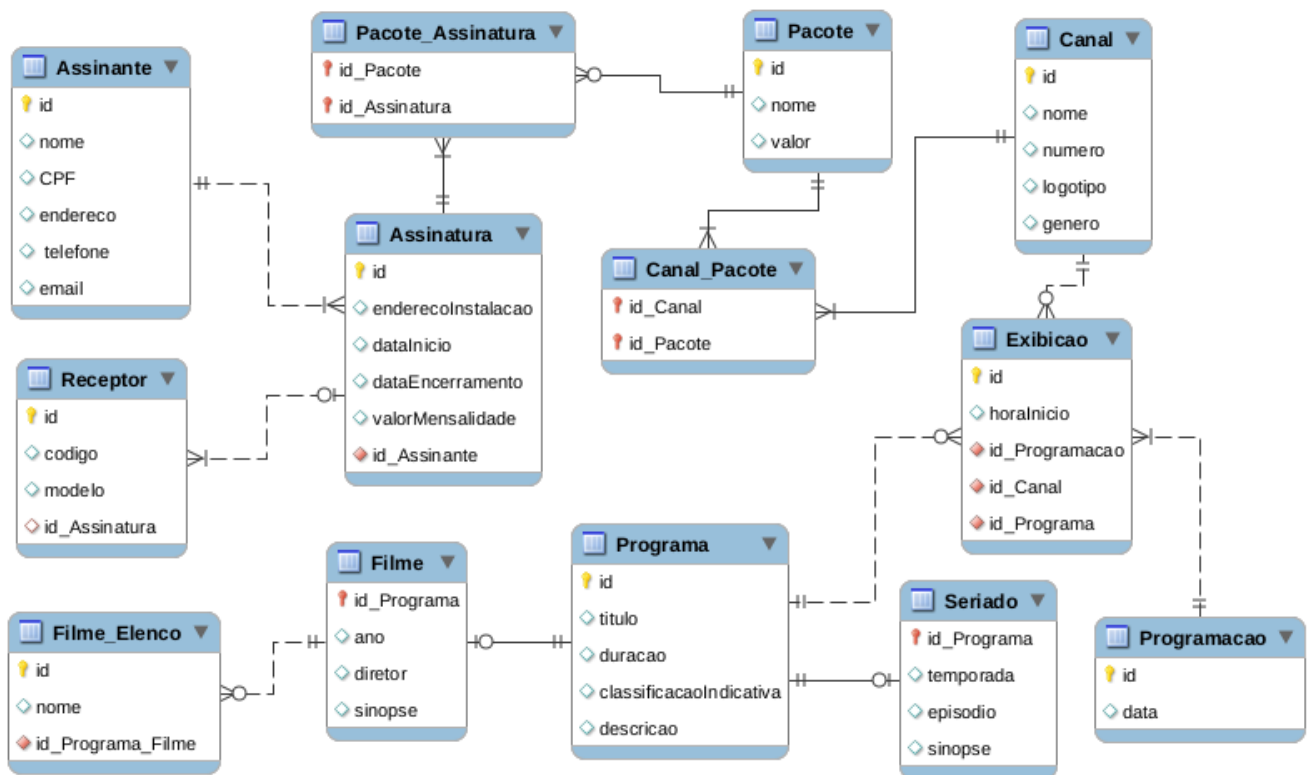 Assinante
id
nome
CPF
endereco
telefone
email
Pacote_Assinatura
id_Pacote
id_Assinatura
Pacote
id
nome
valor
Canal
id
nome
numero
logotipo
genero
Assinatura
id
enderecoInstalacao
dataInicio
dataEncerramento
valorMensalidade
id_Assinante
Canal_Pacote
id_Canal
id_Pacote
Receptor
id
codigo
modelo
id_Assinatura
Exibicao
id
horaInicio
id_Programacao
id_Canal
id_Programa
Filme_Elenco
id
nome
id_Programa_Filme
Filme
id_Programa
ano
diretor
sinopse
Programa
id
titulo
duracao
classificacaoIndicativa
descricao
Seriado
id_Programa
temporada
episodio
sinopse
Programacao
id
data